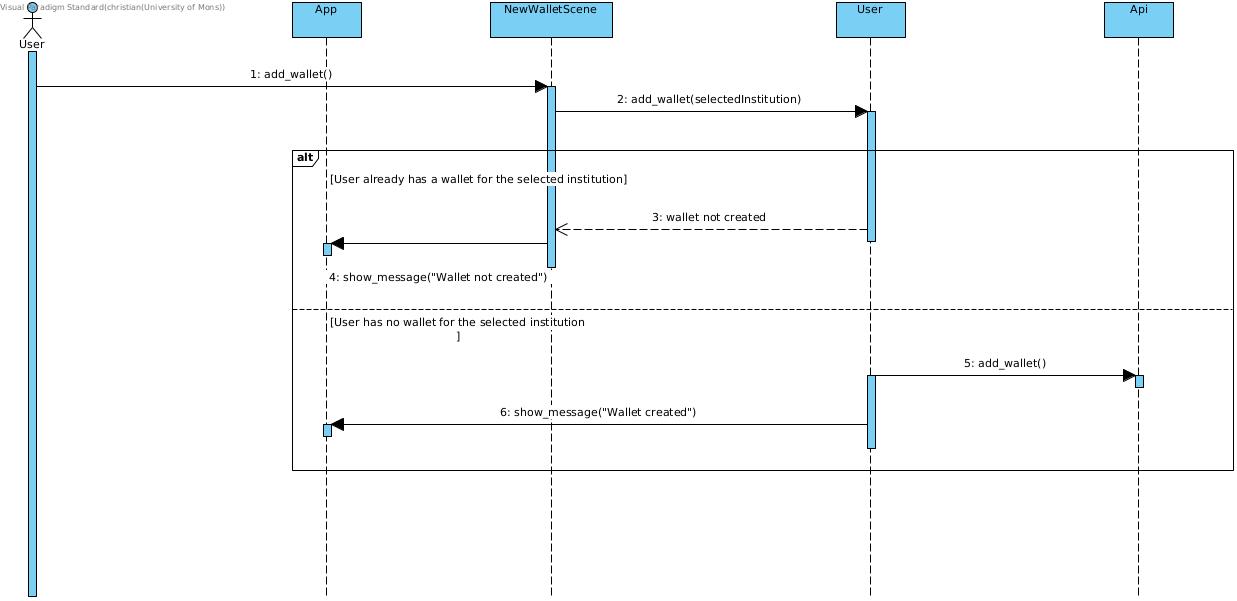 Visual Paradigm Standard(christian(University of Mons))
App
NewWalletScene
User
Api
User
1: add_wallet()
2: add_wallet(selectedInstitution)
alt
[User already has a wallet for the selected institution]
3: wallet not created
4: show_message("Wallet not created")
[User has no wallet for the selected institution
]
5: add_wallet()
6: show_message("Wallet created")